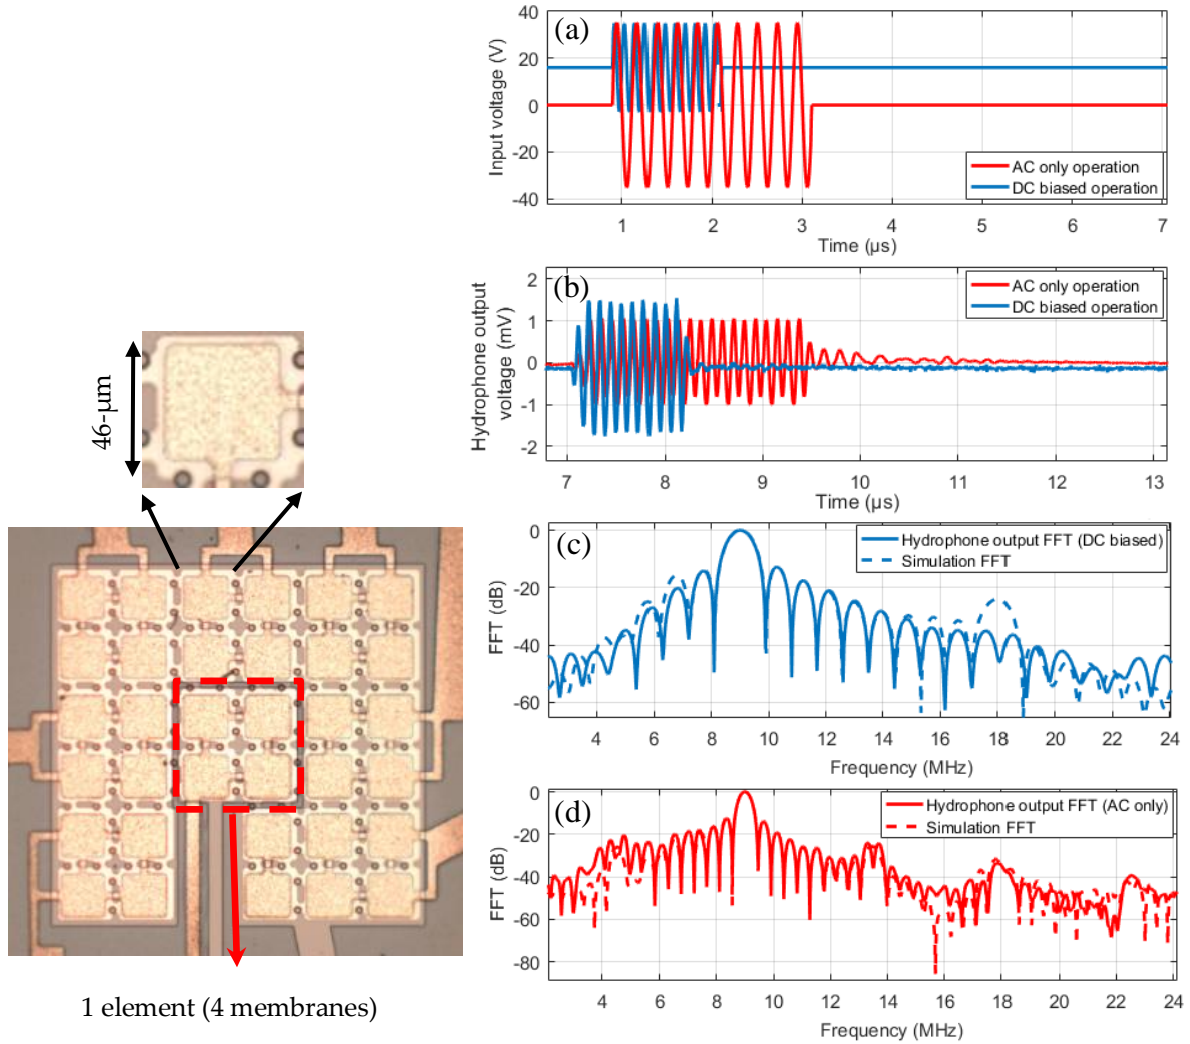 (a)
40
20
0
-20
-40
Input voltage (V)
AC only operation
DC biased operation
1 2 3 4 5 6 7
Time (µs)
(b)
2
1
0
-1
-2
Hydrophone output
voltage (mV)
AC only operation
DC biased operation
7 8 9 10 11 12 13
Time (µs)
46-µm
(c)
0
-20
-40
-60
FFT (dB)
Hydrophone output FFT (DC biased)
Simulation FFT
4 6 8 10 12 14 16 18 20 22 24
Frequency (MHz)
(d)
0
-20
-40
-60
-80
FFT (dB)
Hydrophone output FFT (AC only)
Simulation FFT
4 6 8 10 12 14 16 18 20 22 24
Frequency (MHz)
1 element (4 membranes)